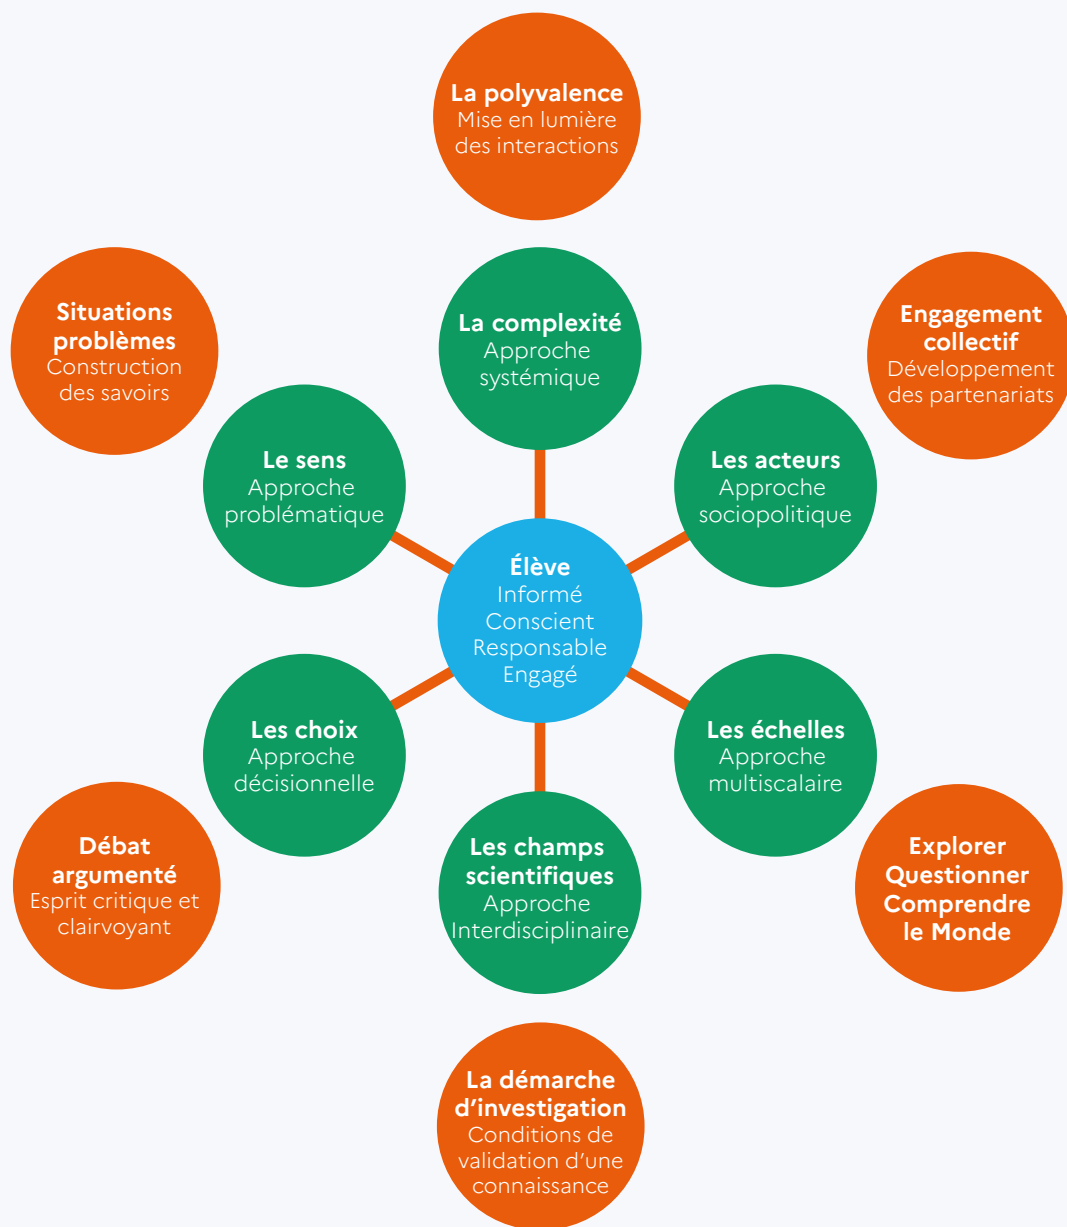 La polyvalence
Mise en lumière
des interactions
Situations
problèmes
Construction
des savoirs
La complexité
Approche
systémique
Engagement
collectif
Développement
des partenariats
Le sens
Approche
problématique
Les acteurs
Approche
sociopolitique
Élève
Informé
Conscient
Responsable
Engagé
Les choix
Approche
décisionnelle
Les échelles
Approche
multiscalaire
Débat
argumenté
Esprit critique et
clairvoyant
Les champs
scientifiques
Approche
Interdisciplinaire
Explorer
Questionner
Comprendre
le Monde
La démarche
d’investigation
Conditions de
validation d’une
connaissance